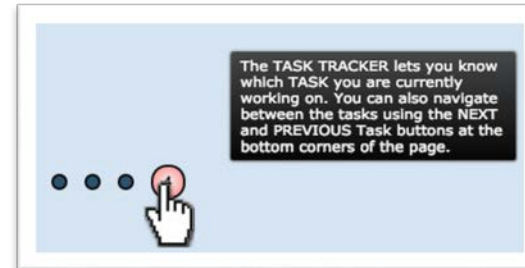 The TASK TRACKER lets you know
which TASK you are currently
working on. You can also navigate
between the tasks using the NEXT
and PREVIOUS Task buttons at the
bottom corners of the page.